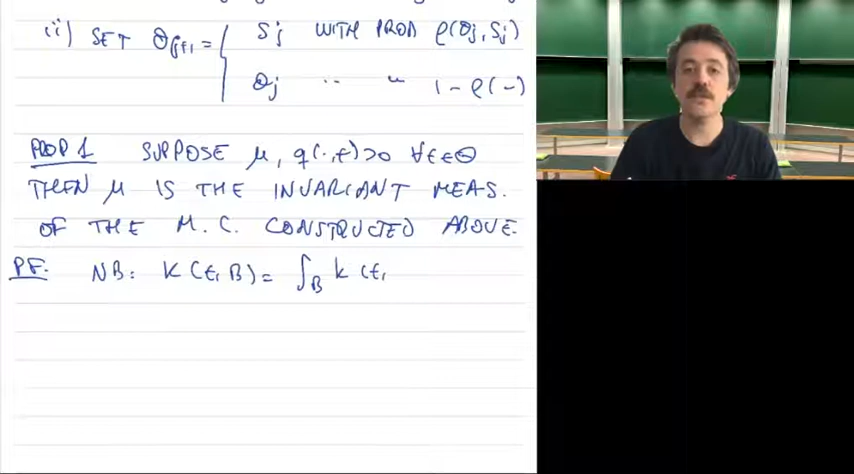 ii) SET θj+1 = { Sj WITH PROB ρ(θj, Sj)
θj " " 1 - ρ(-)
PROP 1 SUPPOSE μ, q(·,t)>0 ∀t∈Θ
THEN μ IS THE INVARIANT MEAS.
OF THE M.C. CONSTRUCTED ABOVE.
PF. NB: K(t, B) = ∫B k(t,